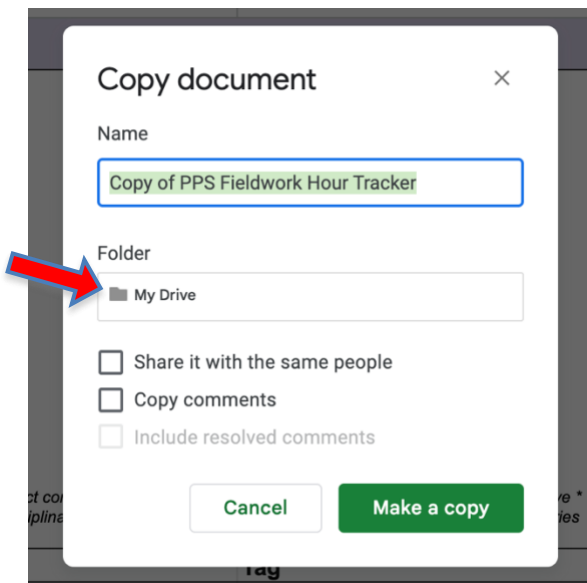 Copy document
Name
Copy of PPS Fieldwork Hour Tracker
Folder
My Drive
Share it with the same people
Copy comments
Include resolved comments
Cancel
Make a copy